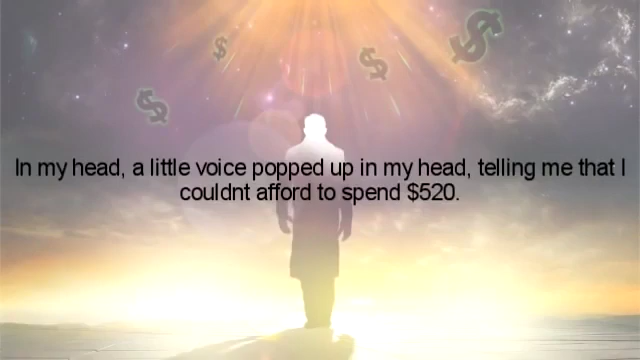 In my head, a little voice popped up in my head, telling me that I
couldnt afford to spend $520.